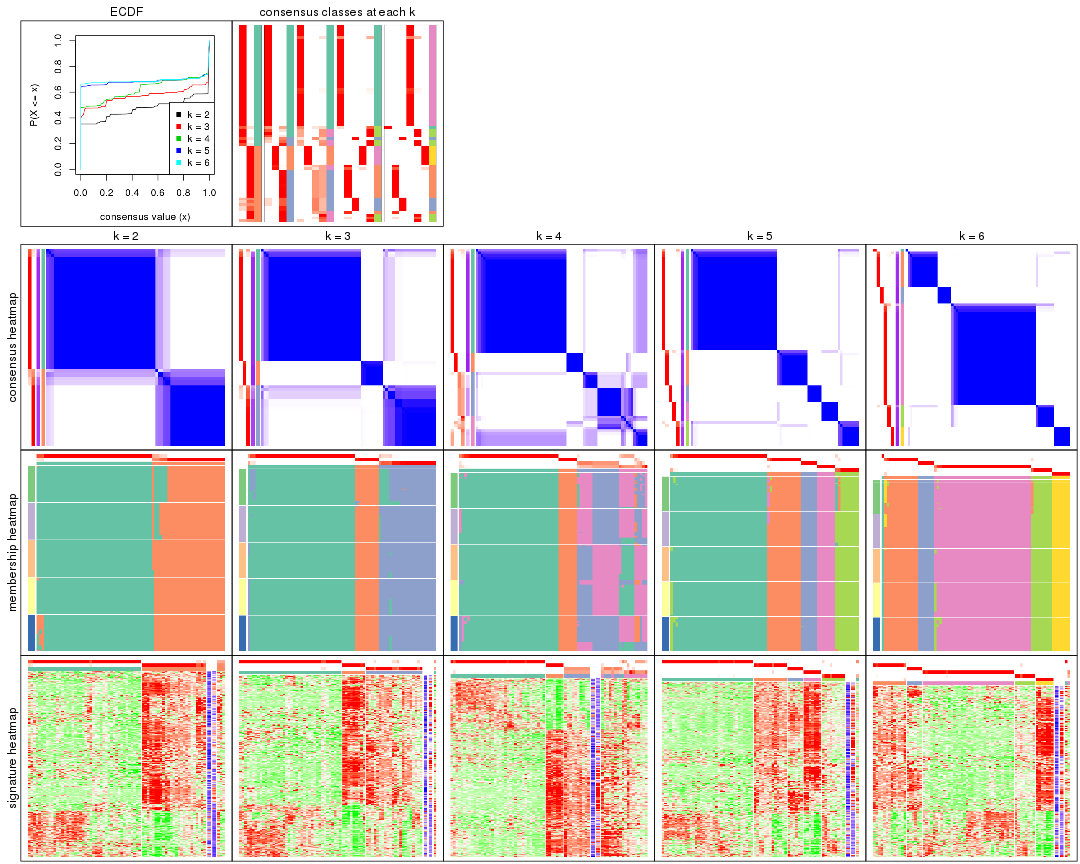 ECDF
consensus classes at each k
P(X <= x)
0.0
0.2
0.4
0.6
0.8
1.0
k = 2
k = 3
k = 4
k = 5
k = 6
0.0 0.2 0.4 0.6 0.8 1.0
consensus value (x)
k = 2
k = 3
k = 4
k = 5
k = 6
consensus heatmap
membership heatmap
signature heatmap